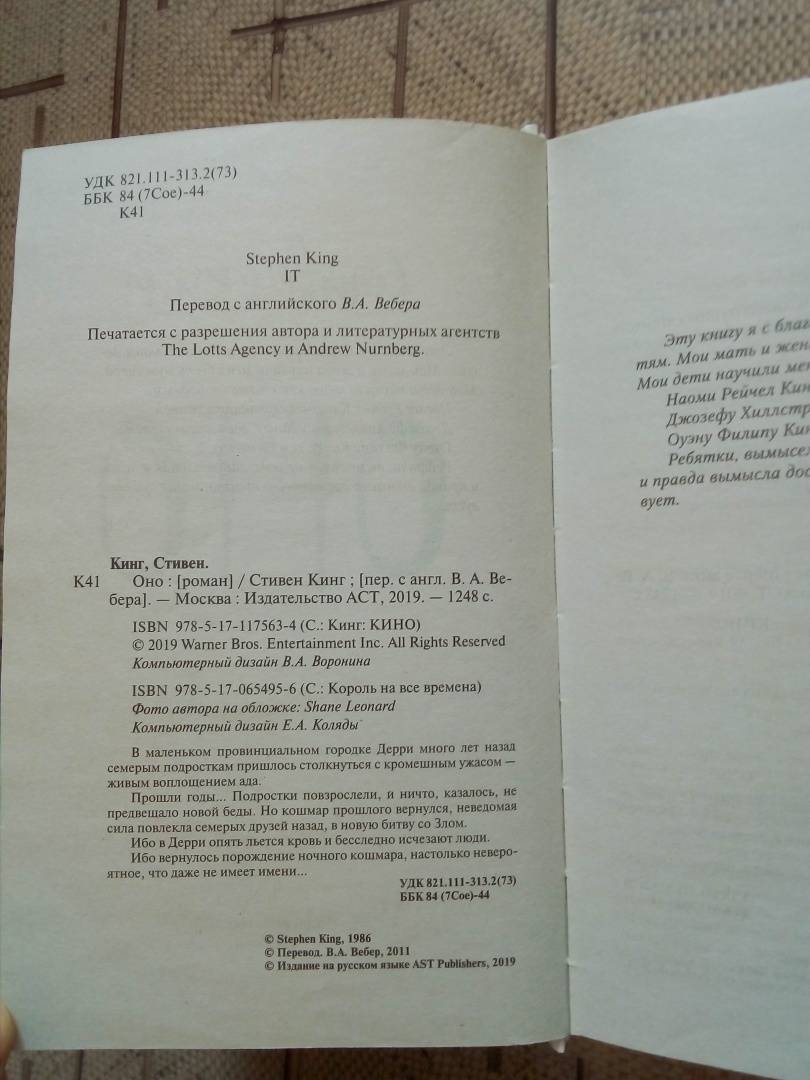 УДК 821.111-313.2(73)
ББК 84 (7Сое)-44
К41
Stephen King
IT
Перевод с английского В.А. Вебера
Печатается с разрешения автора и литературных агентств
The Lotts Agency и Andrew Nurnberg.
Кинг, Стивен.
К41 Оно : [роман] / Стивен Кинг ; [пер. с англ. В. А. Ве-
бера]. — Москва : Издательство АСТ, 2019. — 1248 с.
ISBN 978-5-17-117563-4 (С.: Кинг: КИНО)
© 2019 Warner Bros. Entertainment Inc. All Rights Reserved
Компьютерный дизайн В.А. Воронина
ISBN 978-5-17-065495-6 (С.: Король на все времена)
Фото автора на обложке: Shane Leonard
Компьютерный дизайн Е.А. Коляды
В маленьком провинциальном городке Дерри много лет назад
семерым подросткам пришлось столкнуться с кромешным ужасом —
живым воплощением ада.
Прошли годы... Подростки повзрослели, и ничто, казалось, не
предвещало новой беды. Но кошмар прошлого вернулся, неведомая
сила повлекла семерых друзей назад, в новую битву со Злом.
Ибо в Дерри опять льется кровь и бесследно исчезают люди.
Ибо вернулось порождение ночного кошмара, настолько неверо-
ятное, что даже не имеет имени...
УДК 821.111-313.2(73)
ББК 84 (7Сое)-44
© Stephen King, 1986
© Перевод. В.А. Вебер, 2011
© Издание на русском языке AST Publishers, 2019
Эту книгу я с благ
тям. Мои мать и жен
Мои дети научили мен
Наоми Рейчел Кин
Джозефу Хиллстр
Оуэну Филипу Кин
Ребятки, вымысел
и правда вымысла дос
вует.